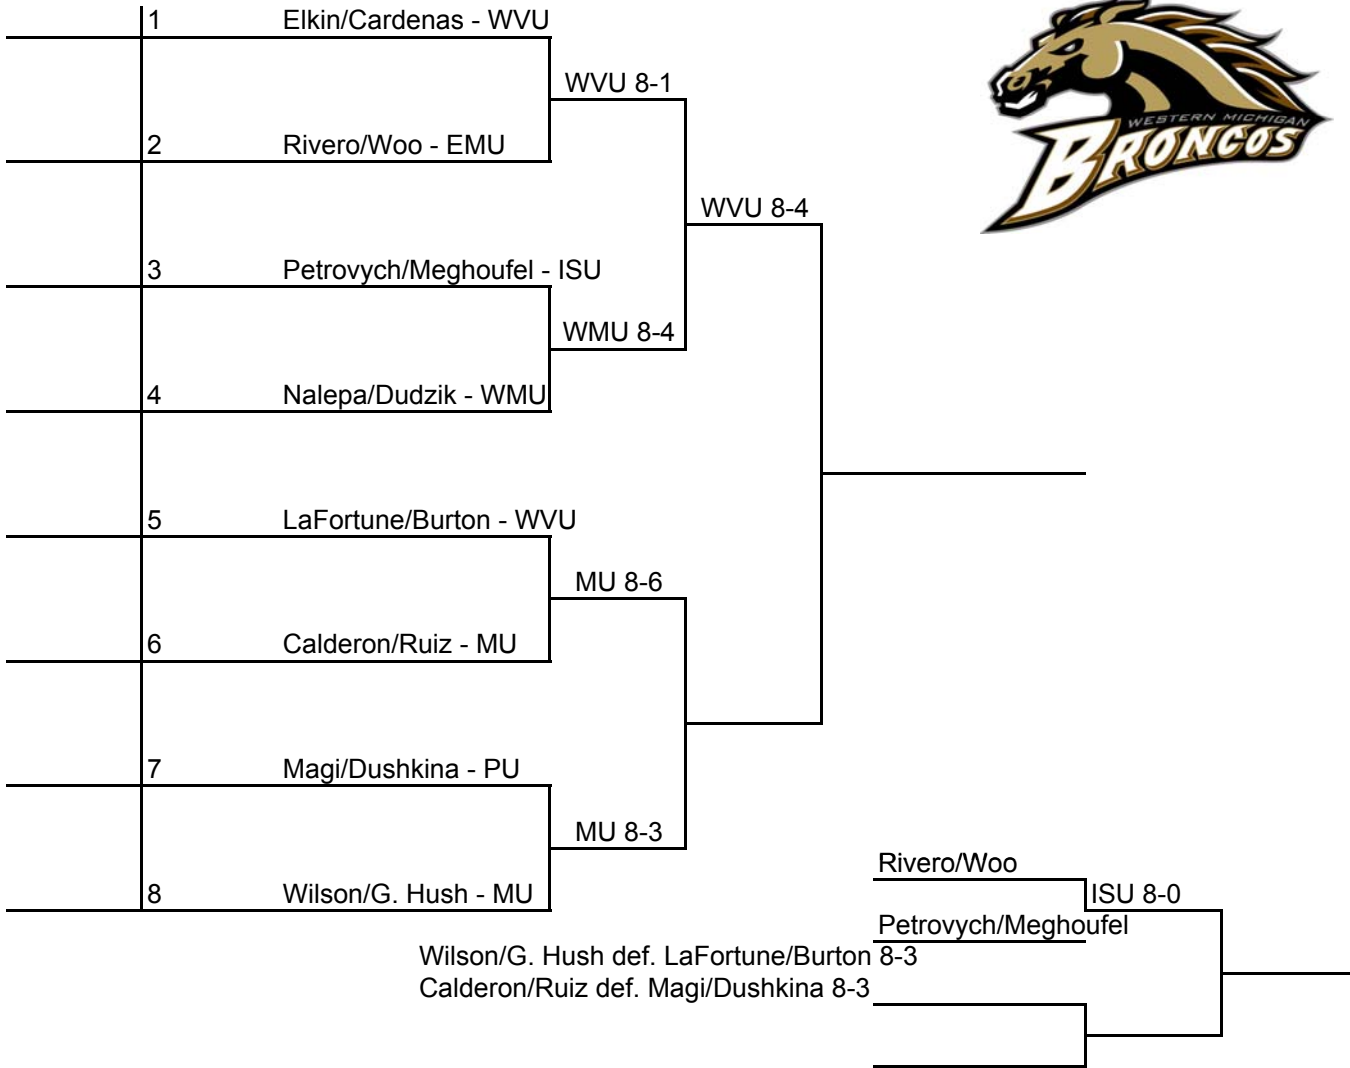 1 Elkin/Cardenas - WVU
WVU 8-1
2 Rivero/Woo - EMU
WESTERN MICHIGAN
BRONCOS
WVU 8-4
3 Petrovych/Meghoufel - ISU
WMU 8-4
4 Nalepa/Dudzik - WMU
5 LaFortune/Burton - WVU
MU 8-6
6 Calderon/Ruiz - MU
7 Magi/Dushkina - PU
MU 8-3
8 Wilson/G. Hush - MU
Rivero/Woo
ISU 8-0
Petrovych/Meghoufel
Wilson/G. Hush def. LaFortune/Burton 8-3
Calderon/Ruiz def. Magi/Dushkina 8-3